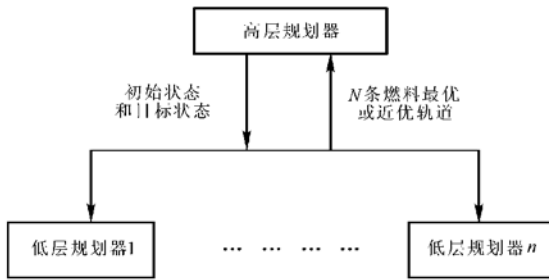 高层规划器
初始状态
和目标状态
N条燃料最优
或近优轨道
低层规划器1
… … … …
低层规划器n